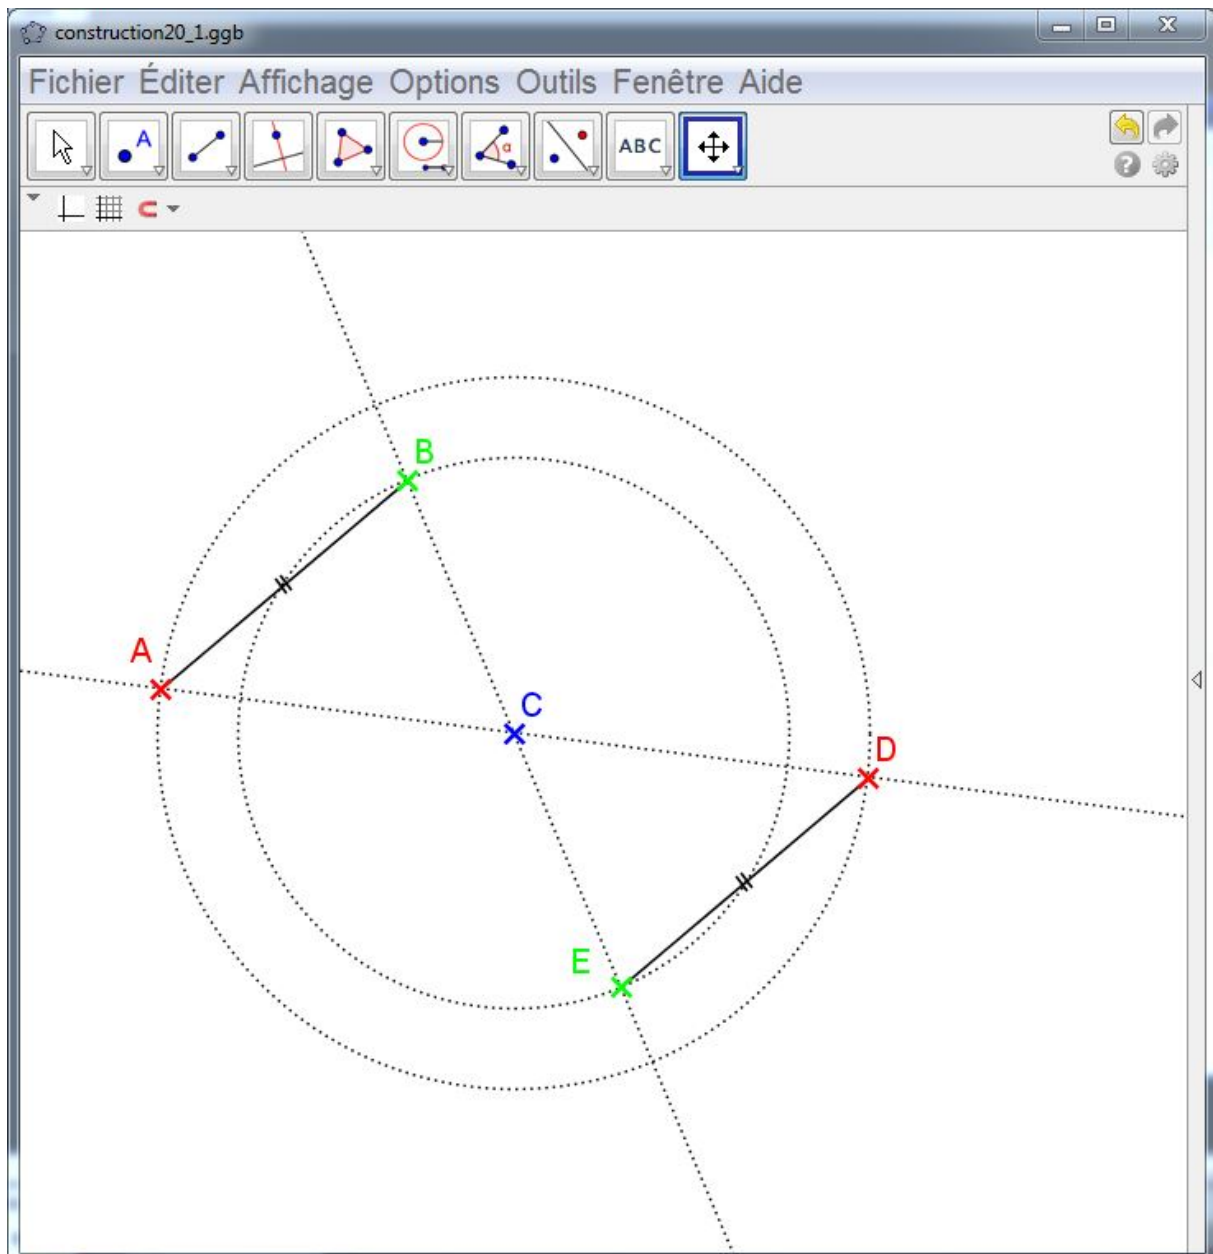 construction20_1.ggb
Fichier Éditer Affichage Options Outils Fenêtre Aide
A α ABC ?
B
A
C
D
E